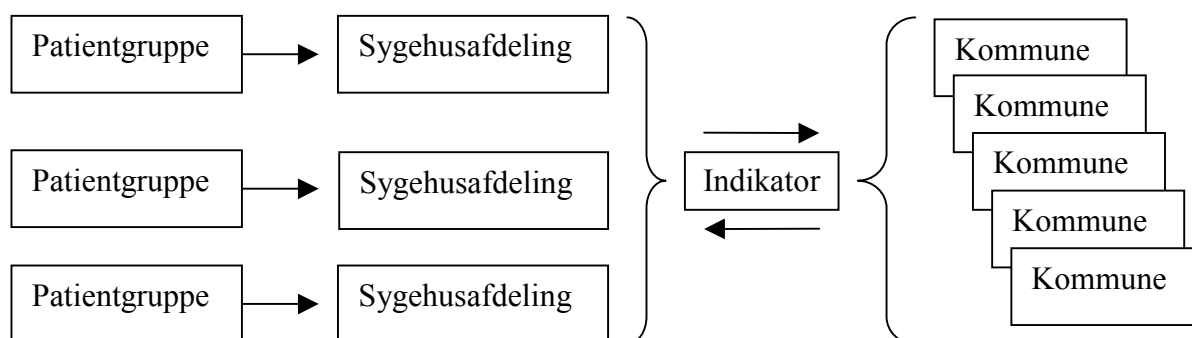 Patientgruppe
Sygehusafdeling
Patientgruppe
Sygehusafdeling
Patientgruppe
Sygehusafdeling
Indikator
Kommune
Kommune
Kommune
Kommune
Kommune